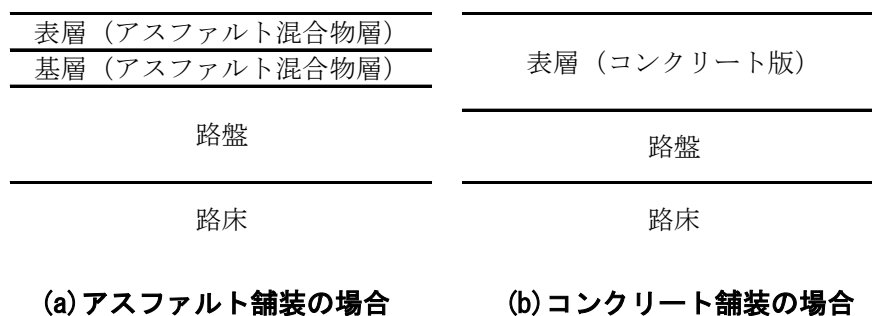 表層（アスファルト混合物層）
基層（アスファルト混合物層）
路盤
路床
(a)アスファルト舗装の場合
表層（コンクリート版）
路盤
路床
(b)コンクリート舗装の場合